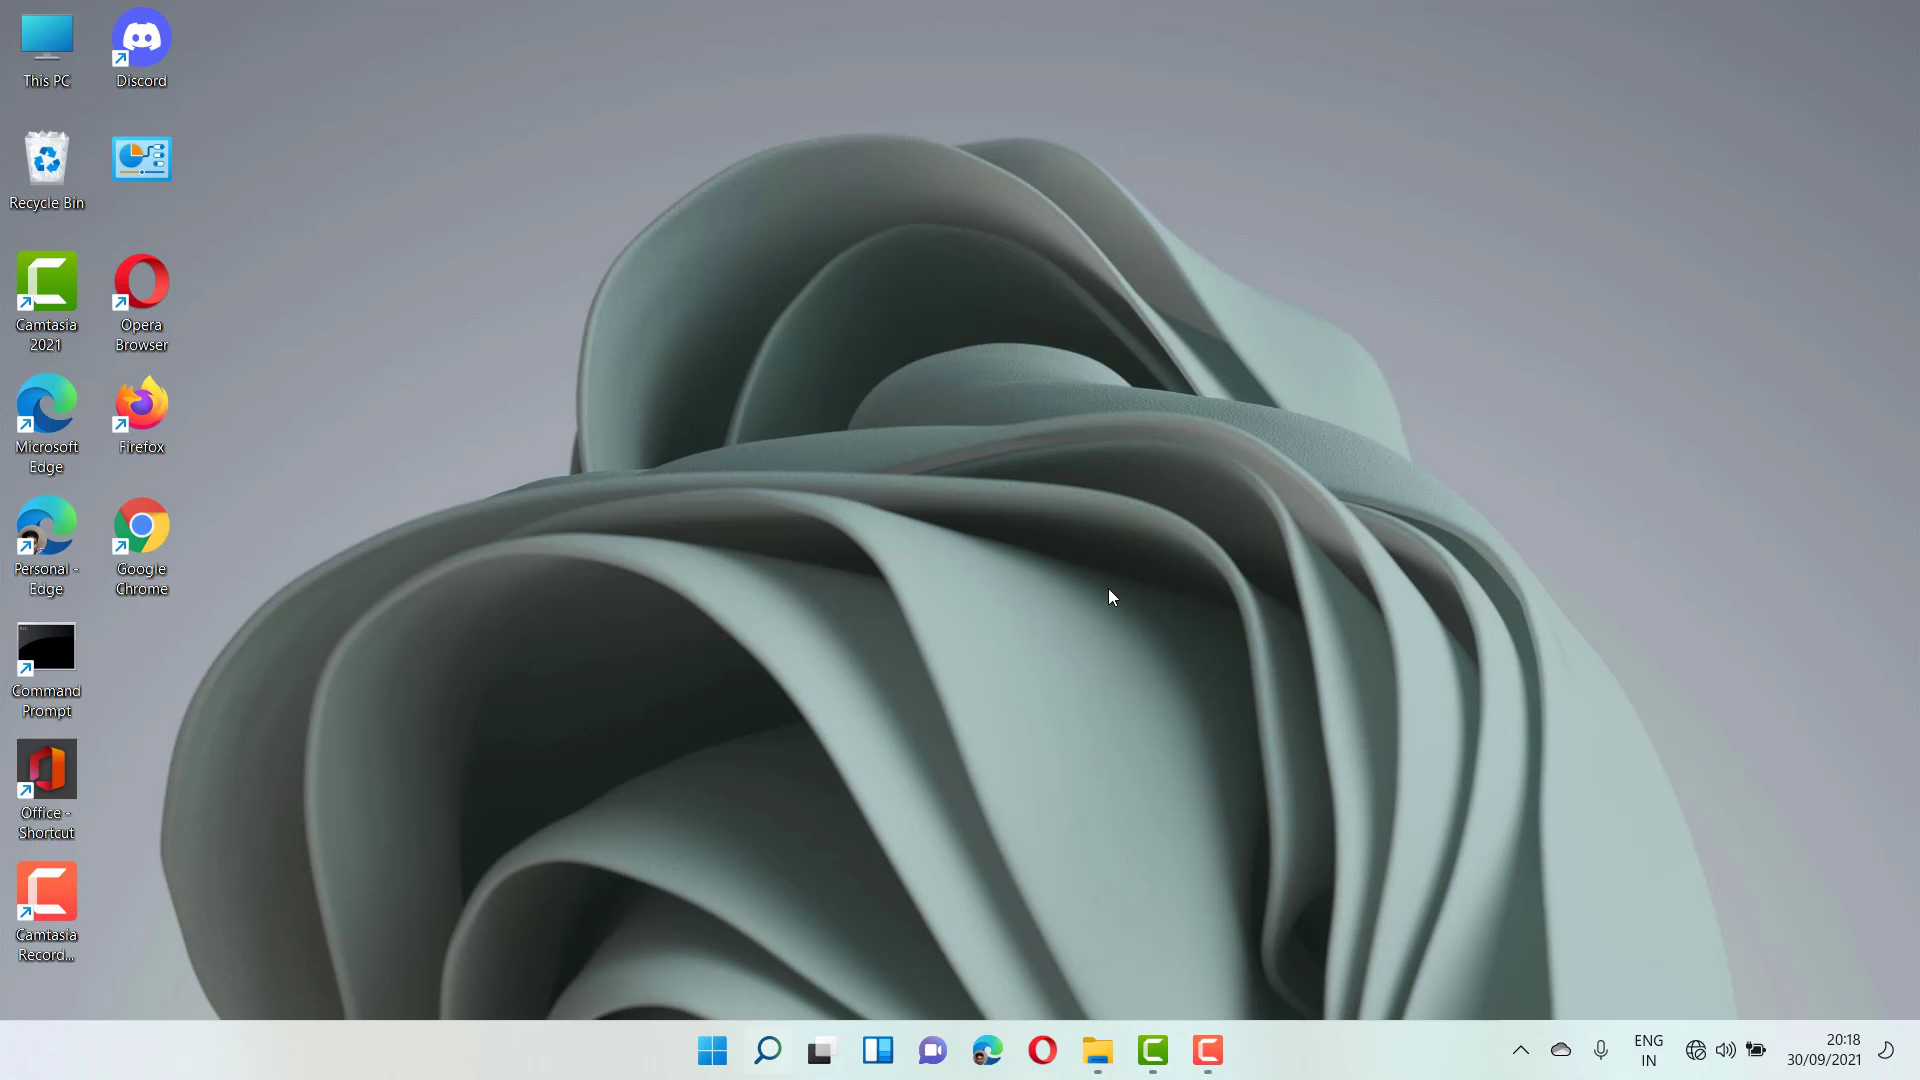 This PC
Discord
Recycle Bin
Camtasia
2021
Opera
Browser
Microsoft
Edge
Firefox
Personal -
Edge
Google
Chrome
Command
Prompt
Office -
Shortcut
Camtasia
Record...
ENG
IN
20:18
30/09/2021